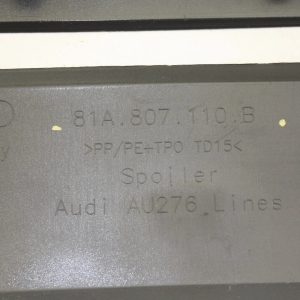 81A.807.110.B
>PP/PE+TPO TD15<
Spoiler
Audi AU276 Lines